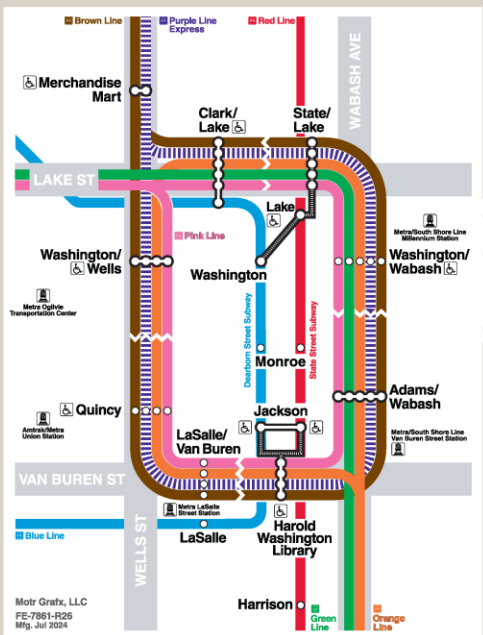 Brown Line
Purple Line
Express
Red Line
WABASH AVE
Merchandise
Mart
Clark/
Lake
State/
Lake
LAKE ST
Lake
Pink Line
Metra/South Shore Line
Millennium Station
Washington/
Wells
Washington
Washington/
Wabash
Metra Ogilvie
Transportation Center
Dearborn Street Subway
State Street Subway
Monroe
Adams/
Wabash
Quincy
Jackson
Amtrak/Metra
Union Station
LaSalle/
Van Buren
Metra/South Shore Line
Van Buren Street Station
VAN BUREN ST
Metra LaSalle
Street Station
Blue Line
LaSalle
WELLS ST
Harold
Washington
Library
Motr Grafx, LLC
FE-7861-R26
Mfg. Jul 2024
Harrison
Green
Line
Orange
Line